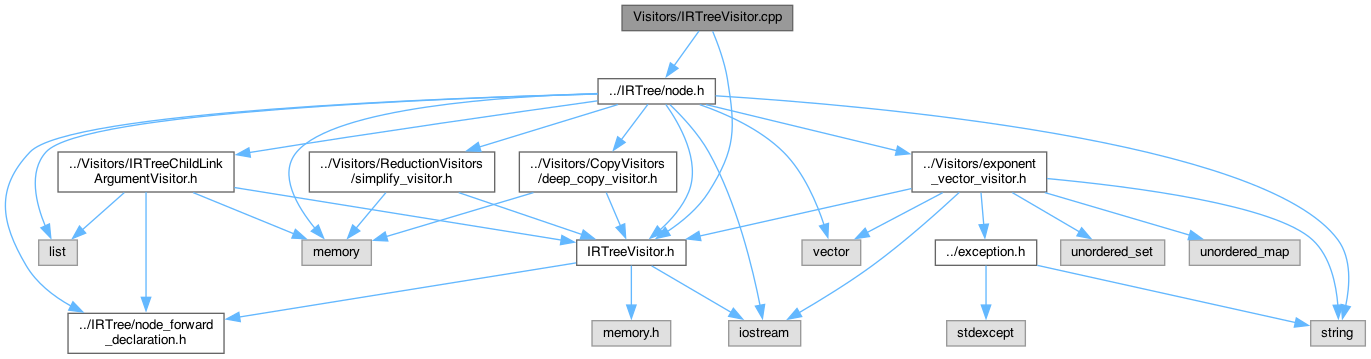 Visitors/IRTreeVisitor.cpp
../IRTree/node.h
../Visitors/IRTreeChildLink
ArgumentVisitor.h
../Visitors/ReductionVisitors
/simplify_visitor.h
../Visitors/CopyVisitors
/deep_copy_visitor.h
../Visitors/exponent
_vector_visitor.h
list
memory
IRTreeVisitor.h
vector
../exception.h
unordered_set
unordered_map
../IRTree/node_forward
_declaration.h
memory.h
iostream
stdexcept
string